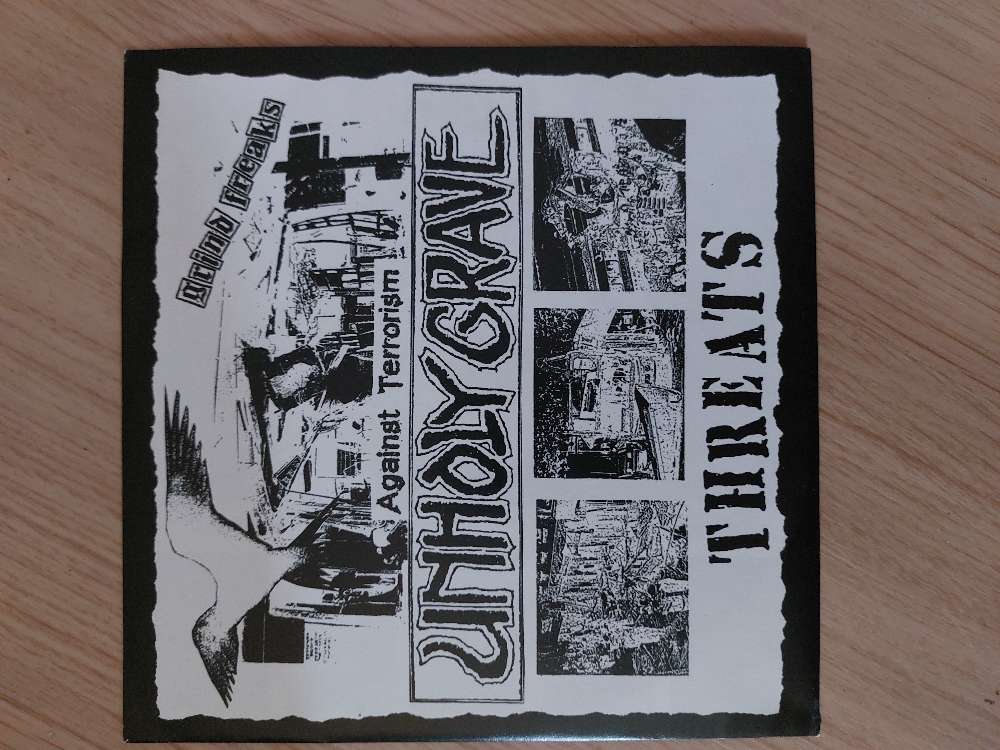 grind freaks
Against Terrorism
UNHOLY GRAVE
THREATS